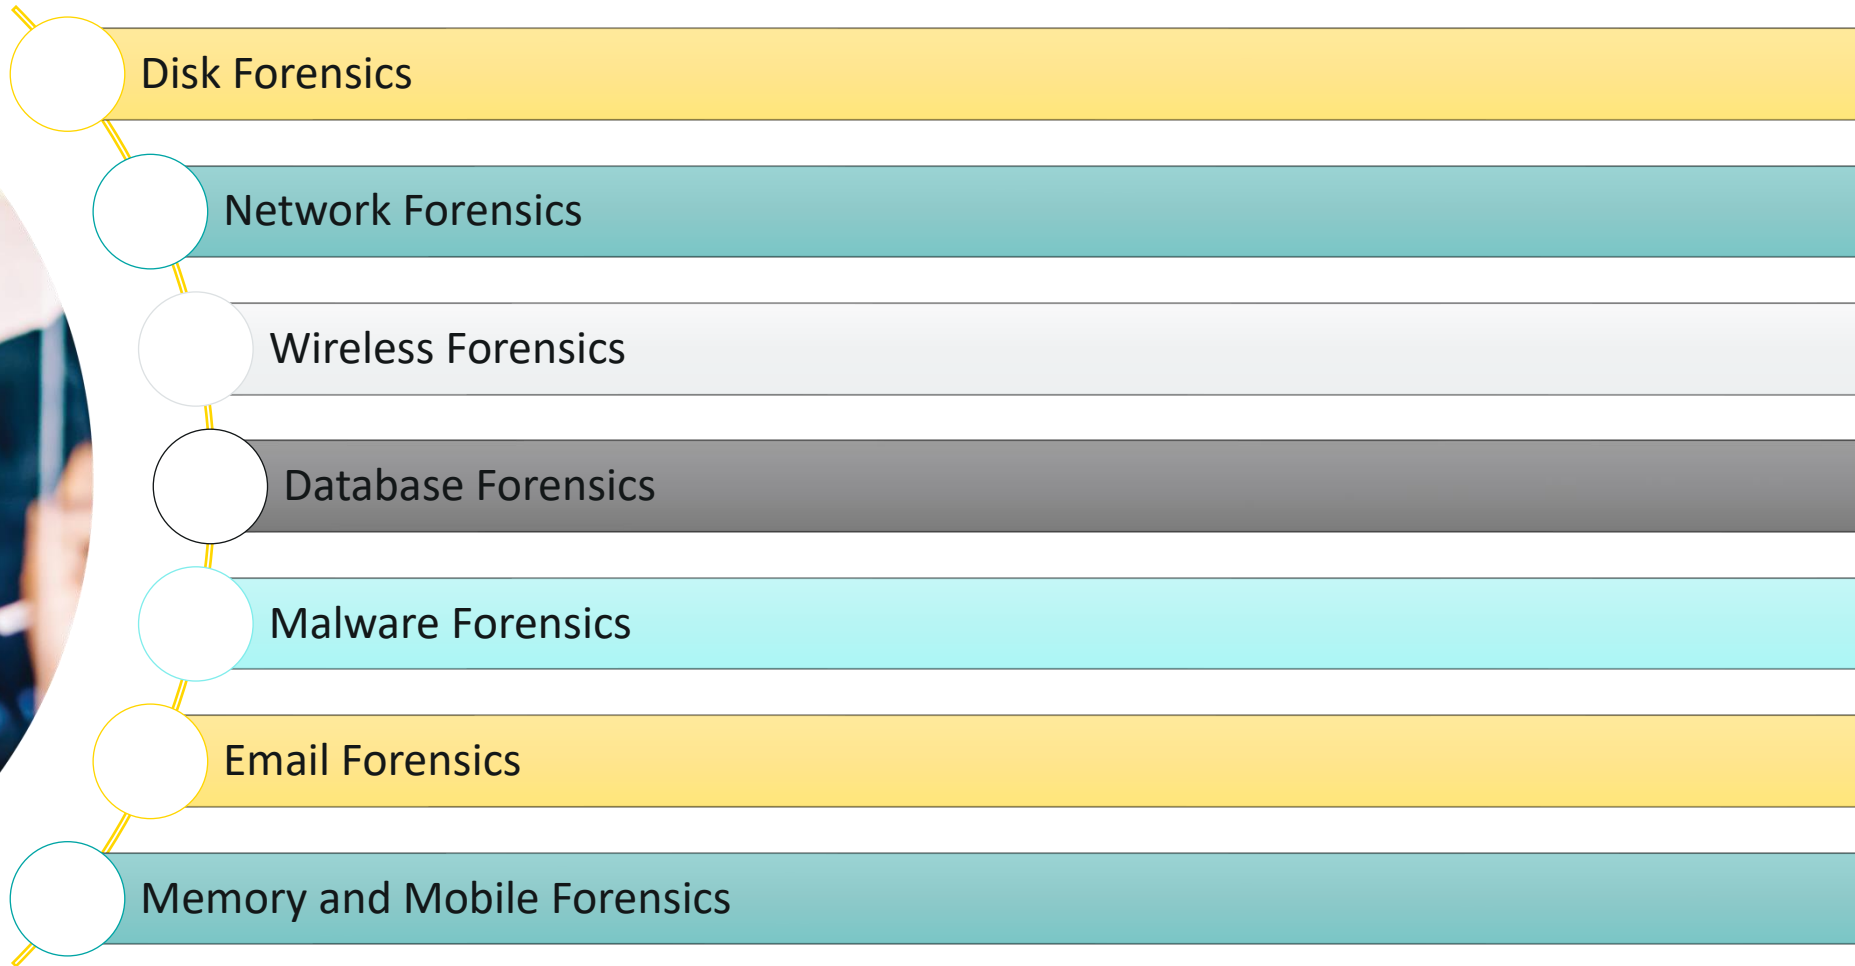 Disk Forensics
Network Forensics
Wireless Forensics
Database Forensics
Malware Forensics
Email Forensics
Memory and Mobile Forensics